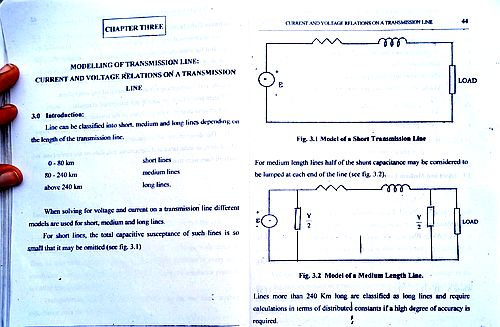 CHAPTER THREE
MODELLING OF TRANSMISSION LINE:
CURRENT AND VOLTAGE RELATIONS ON A TRANSMISSION
LINE
3.0 Introduction:
Line can be classified into short, medium and long lines depending on
the length of the transmission line.
0 - 80 km short lines
80 - 240 km medium lines
above 240 km long lines.
When solving for voltage and current on a transmission line different
models are used for short, medium and long lines.
For short lines, the total capacitive susceptance of such lines is so
small that it may be omitted (see fig. 3.1)
CURRENT AND VOLTAGE RELATIONS ON A TRANSMISSION LINE 44
+
E
LOAD
Fig. 3.1 Model of a Short Transmission Line
For medium length lines half of the shunt capacitance may be considered to
be lumped at each end of the line (see fig. 3.2).
+
E
Y
2
Y
2
LOAD
Fig. 3.2 Model of a Medium Length Line.
Lines more than 240 Km long are classified as long lines and require
calculations in terms of distributed constants if a high degree of accuracy is
required.